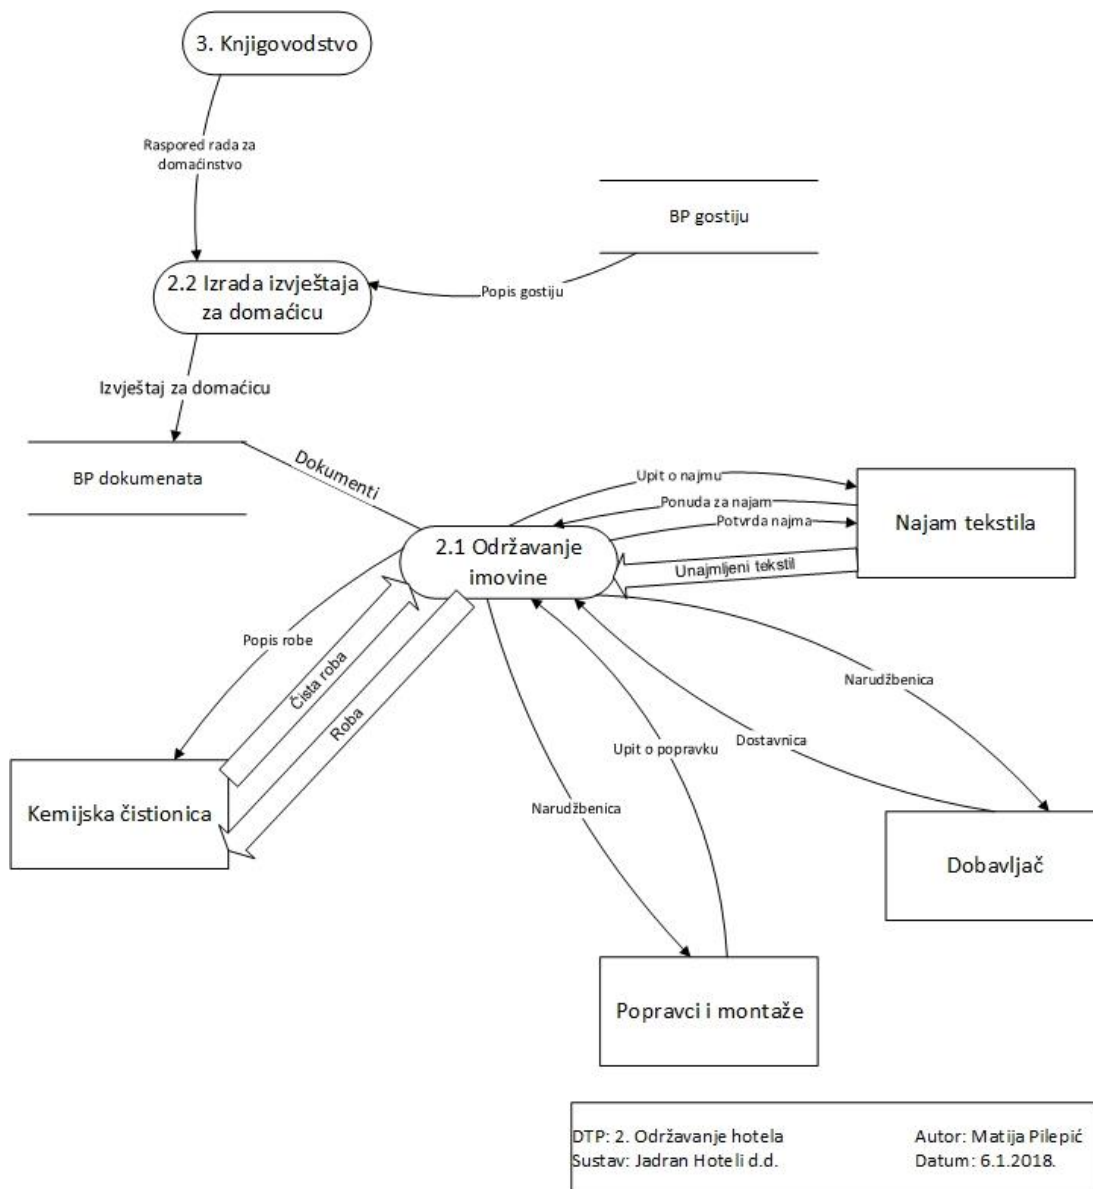 3. Knjigovodstvo
Raspored rada za
domaćinstvo
BP gostiju
2.2 Izrada izvještaja
za domaćicu
Popis gostiju
Izvještaj za domaćicu
BP dokumenata
Dokumenti
Upit o najmu
Ponuda za najam
Potvrda najma
Najam tekstila
2.1 Održavanje
imovine
Unajmljeni tekstil
Popis robe
Čista roba
Roba
Narudžbenica
Dostavnica
Upit o popravku
Narudžbenica
Kemijska čistionica
Dobavljač
Popravci i montaže
DTP: 2. Održavanje hotela
Autor: Matija Pilepić
Sustav: Jadran Hoteli d.d.
Datum: 6.1.2018.